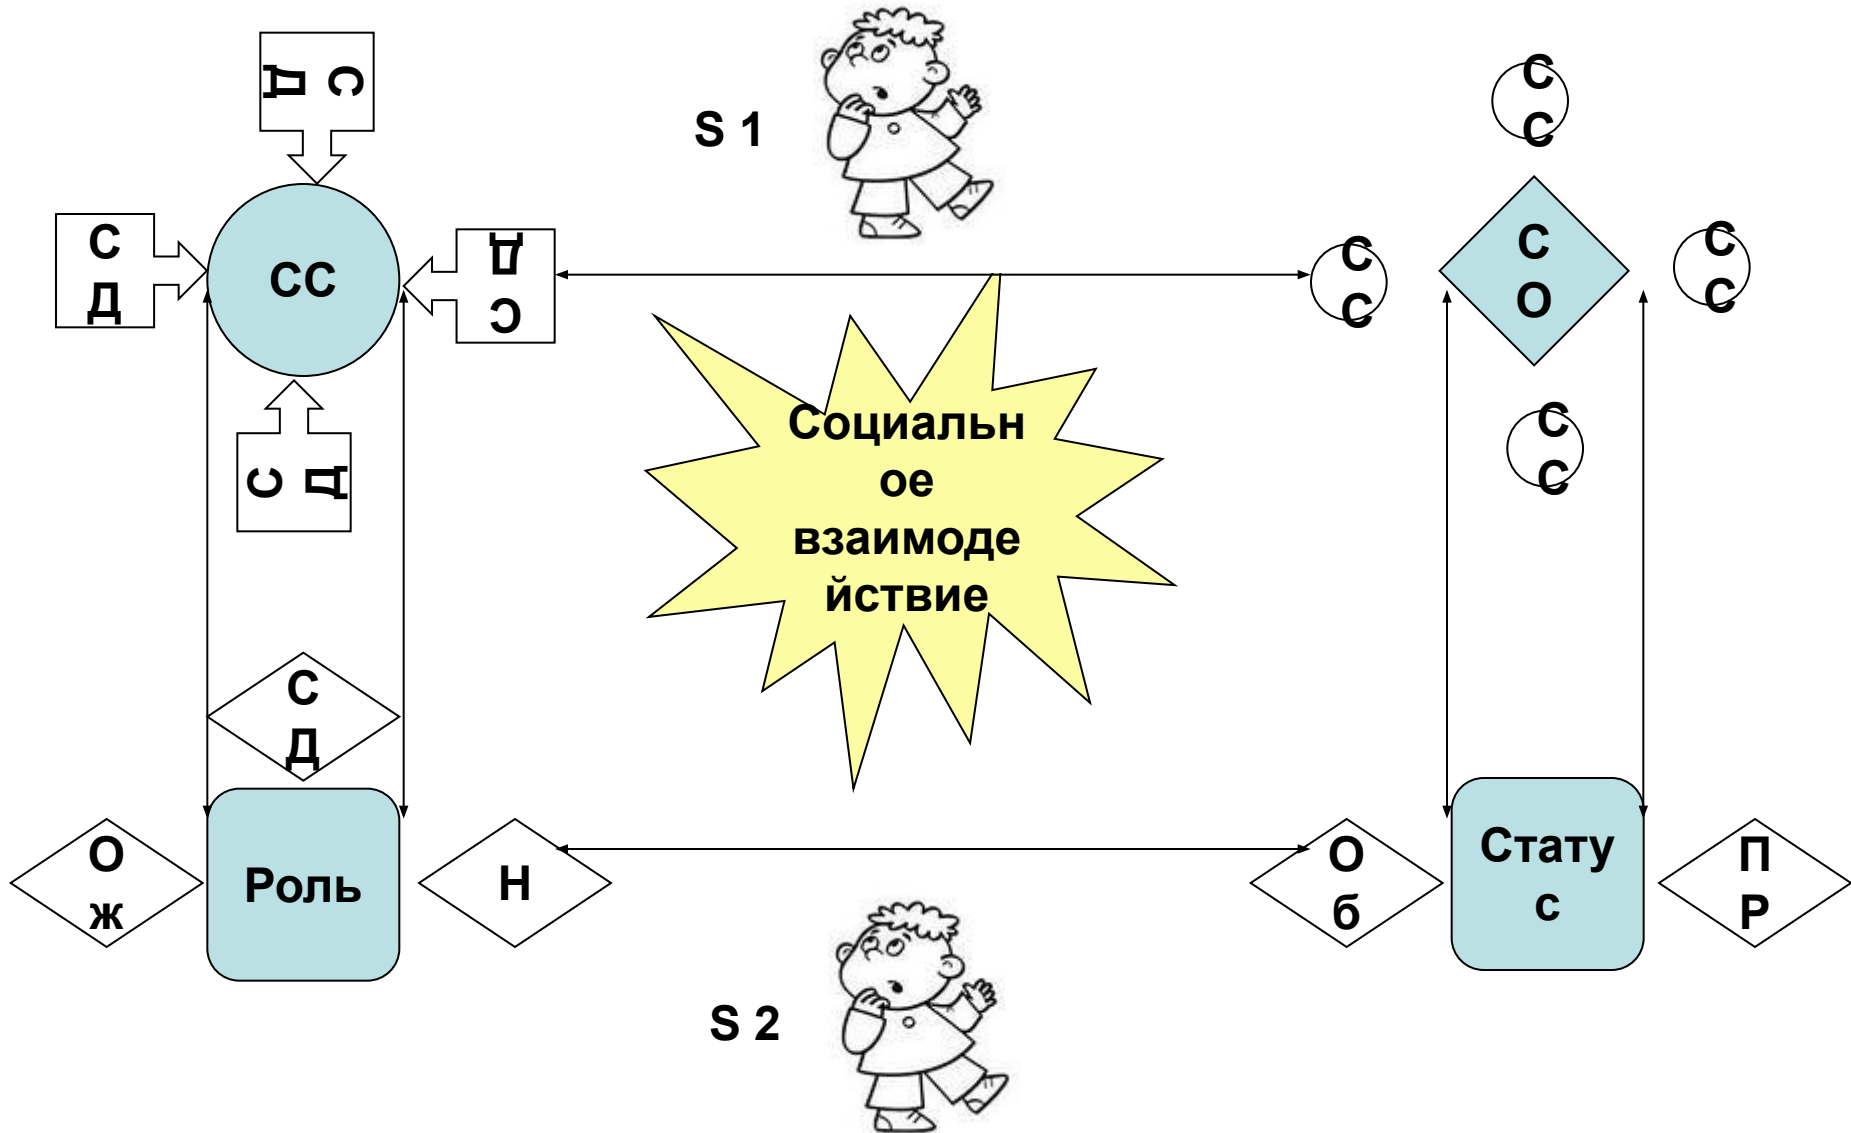 С
Д
S 1
С
С
С
Д
СС
Д
С
С
С
С
О
С
С
С
Д
Социальн
ое
взаимоде
йствие
С
С
С
Д
О
ж
Роль
Н
О
б
Стату
с
П
Р
S 2